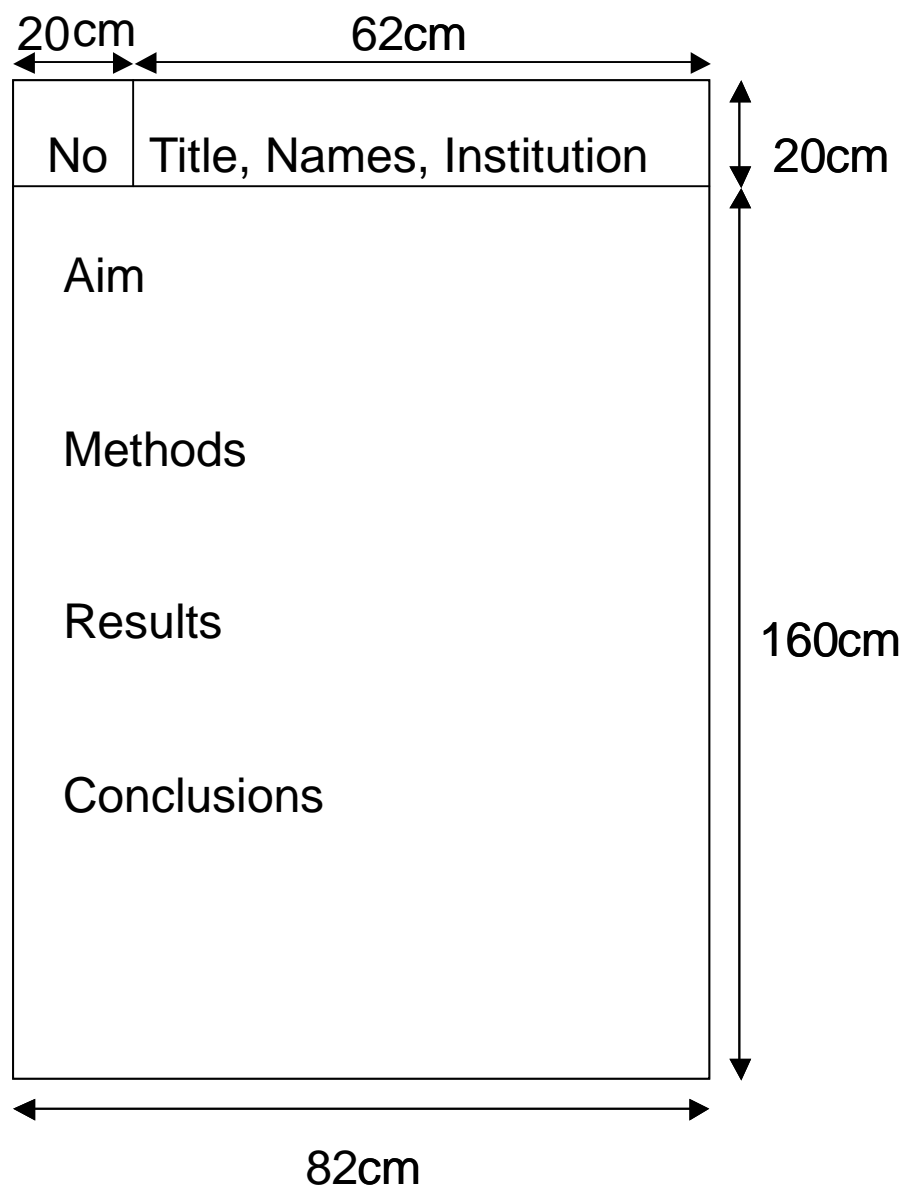 20cm 62cm
No Title, Names, Institution 20cm
Aim
Methods
Results
160cm
Conclusions
82cm